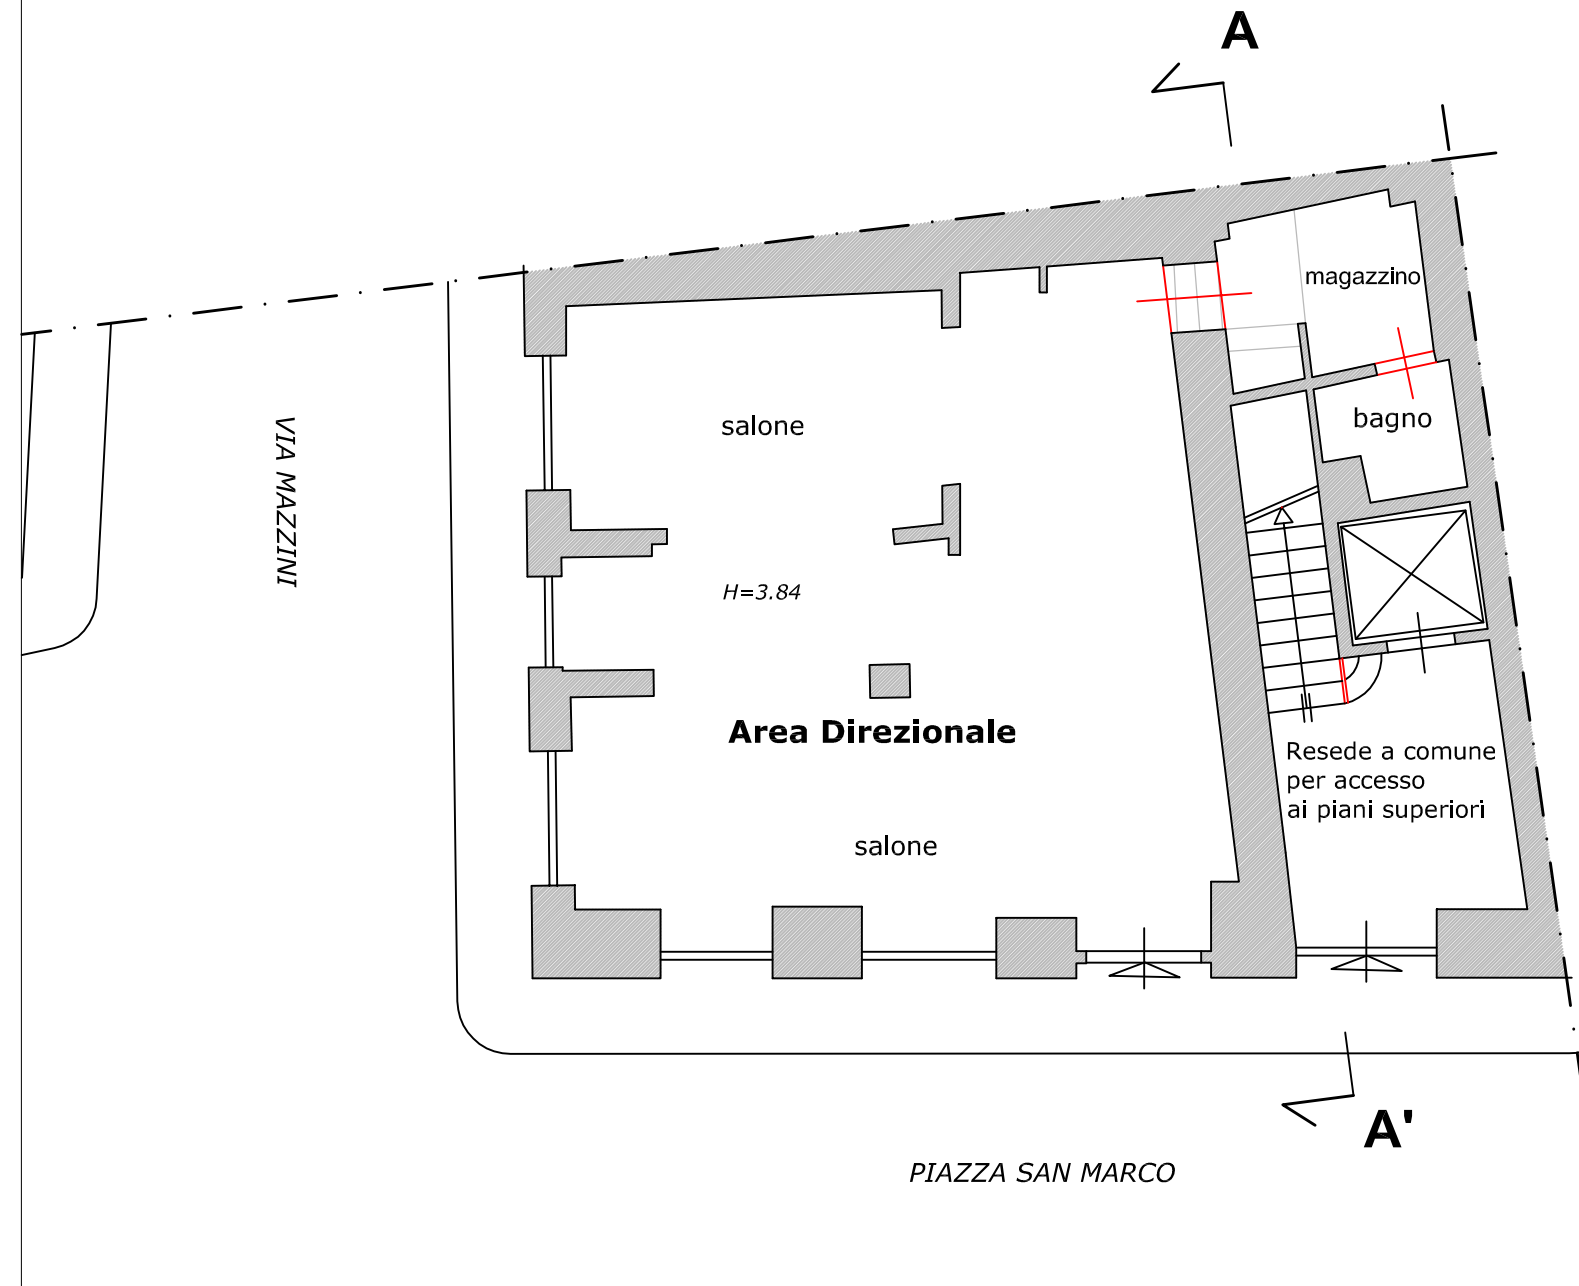 A
magazzino
bagno
salone
VIA MAZZINI
H=3.84
Area Direzionale
Resede a comune
per accesso
ai piani superiori
salone
A'
PIAZZA SAN MARCO